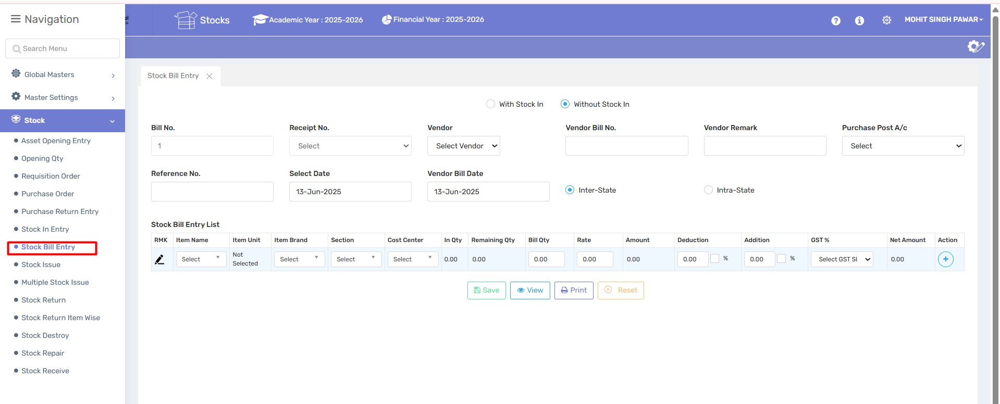 Navigation
Stocks
Academic Year : 2025-2026
Financial Year : 2025-2026
MOHIT SINGH PAWAR
Search Menu
Global Masters
Master Settings
Stock
Asset Opening Entry
Opening Qty
Requisition Order
Purchase Order
Purchase Return Entry
Stock In Entry
Stock Bill Entry
Stock Issue
Multiple Stock Issue
Stock Return
Stock Return Item Wise
Stock Destroy
Stock Repair
Stock Receive
Stock Bill Entry
With Stock In Without Stock In
Bill No. Receipt No. Vendor Vendor Bill No. Vendor Remark Purchase Post A/c
1 Select Select Vendor Select
Reference No. Select Date Vendor Bill Date
13-Jun-2025 13-Jun-2025 Inter-State Intra-State
Stock Bill Entry List
RMK Item Name Item Unit Item Brand Section Cost Center In Qty Remaining Qty Bill Qty Rate Amount Deduction Addition GST % Net Amount Action
Select Not Selected Select Select Select 0.00 0.00 0.00 0.00 0.00 0.00 % 0.00 % Select GST Sl 0.00
Save View Print Reset